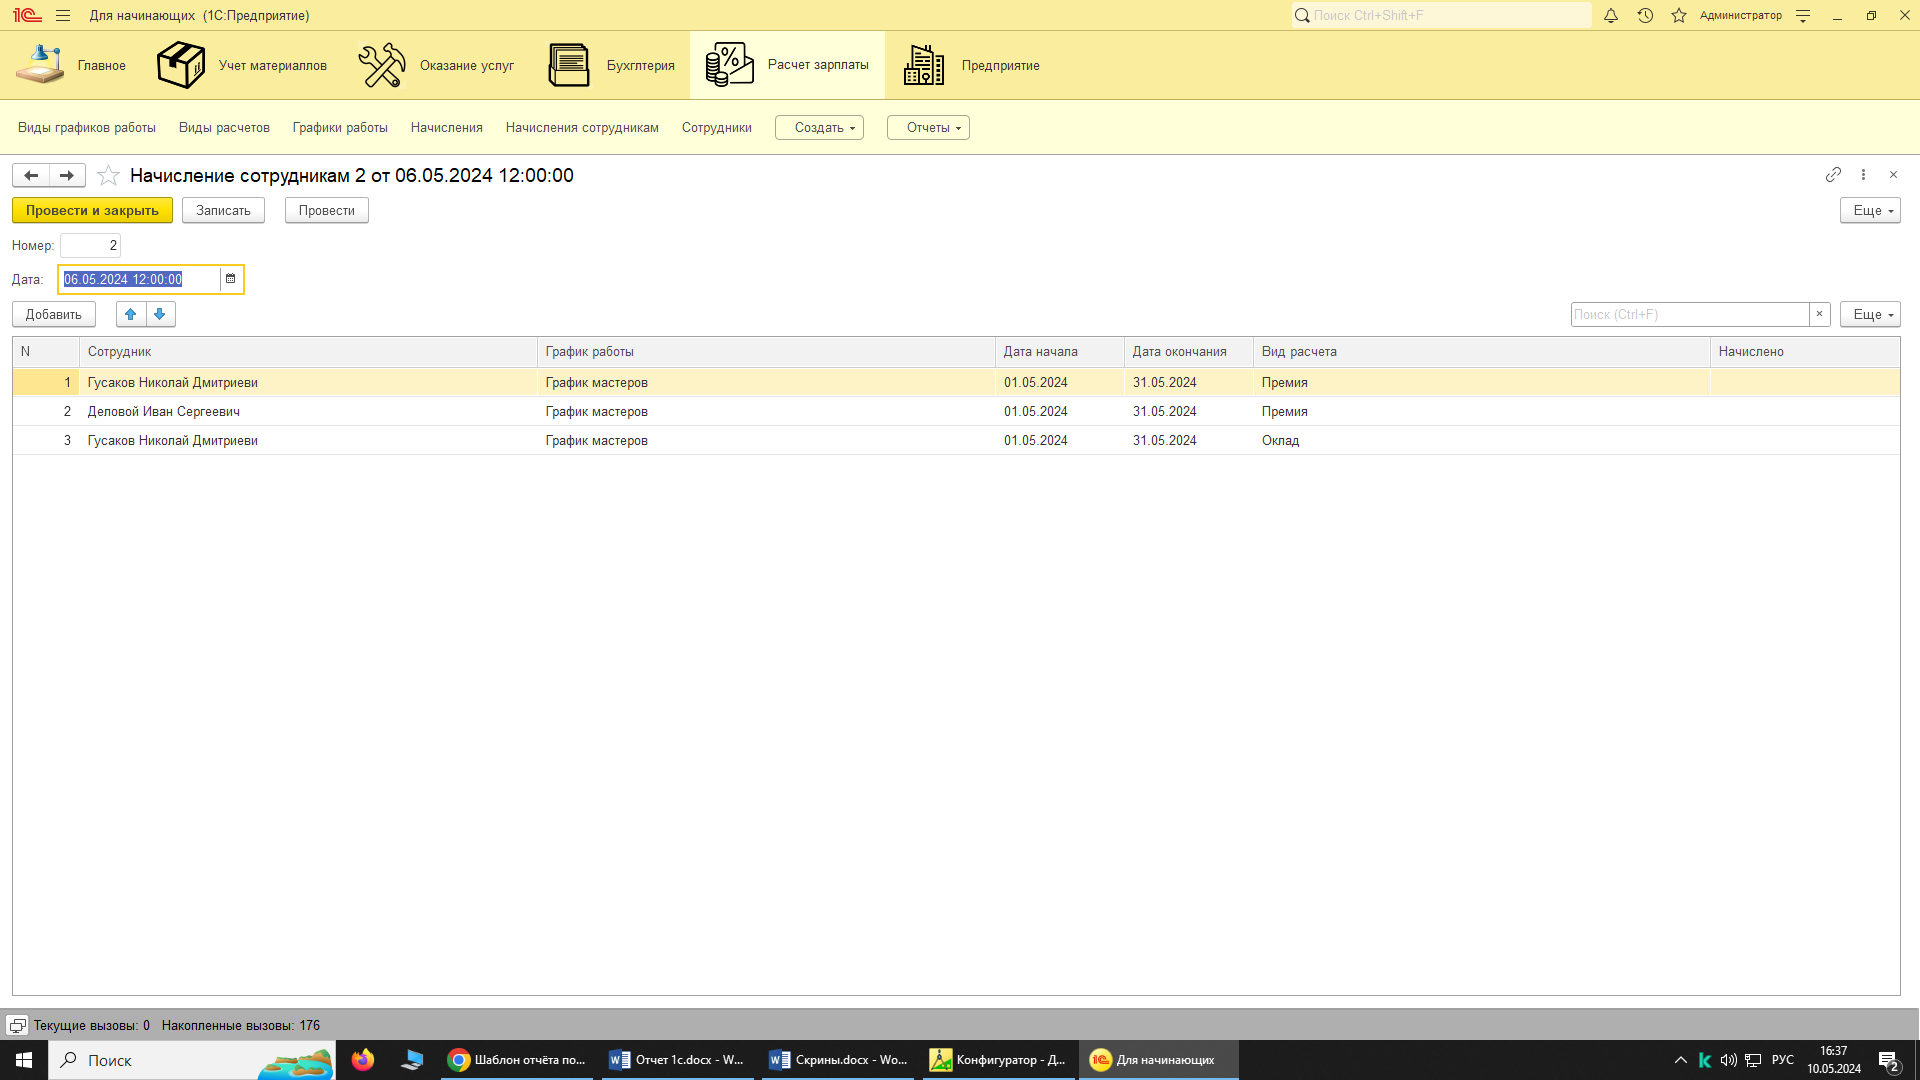 Для начинающих (1С:Предприятие)
Поиск Ctrl+Shift+F
Администратор
Главное
Учет материаллов
Оказание услуг
Бухглтерия
Расчет зарплаты
Предприятие
Виды графиков работы
Виды расчетов
Графики работы
Начисления
Начисления сотрудникам
Сотрудники
Создать
Отчеты
Начисление сотрудникам 2 от 06.05.2024 12:00:00
Провести и закрыть
Записать
Провести
Еще
Номер: 2
Дата: 06.05.2024 12:00:00
Добавить
Поиск (Ctrl+F)
Еще
N Сотрудник График работы Дата начала Дата окончания Вид расчета Начислено
1 Гусаков Николай Дмитриеви График мастеров 01.05.2024 31.05.2024 Премия
2 Деловой Иван Сергеевич График мастеров 01.05.2024 31.05.2024 Премия
3 Гусаков Николай Дмитриеви График мастеров 01.05.2024 31.05.2024 Оклад
Текущие вызовы: 0 Накопленные вызовы: 176
Поиск
Шаблон отчёта по...
Отчет 1с.docx - W...
Скрины.docx - Wo...
Конфигуратор - Д...
Для начинающих
РУС
16:37
10.05.2024
2